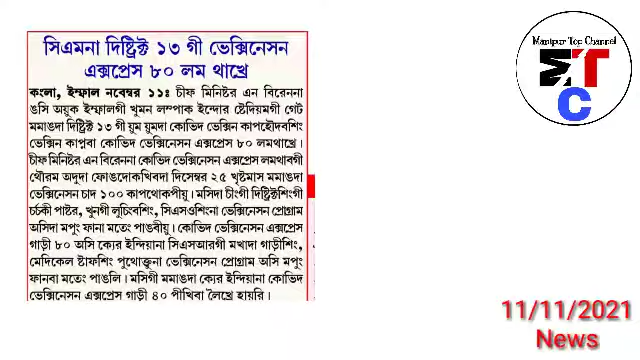 সিএমনা দিষ্ট্রিক্ট ১৩ গী ভেক্সিনেসন
এক্সপ্রেস ৮০ লম থাখ্রে
কংলা, ইম্ফাল নবেম্বর ১১ঃ চীফ মিনিষ্টর এন বিরেননা
ঙসি অয়ুক ইম্ফালগী খুমন লম্পাক ইন্দোর ষ্টেদিয়মগী গেট
মমাঙদা দিষ্ট্রিক্ট ১৩ গী য়ুম য়ুমদা কোভিদ ভেক্সিন কাপহৌদবশিং
ভেক্সিন কাপ্নবা কোভিদ ভেক্সিনেসন এক্সপ্রেস ৮০ লমথাখ্রে।
চীফ মিনিষ্টর এন বিরেননা কোভিদ ভেক্সিনেসন এক্সপ্রেস লমথাবগী
থৌরম অদুদা ফোঙদোকখিবদা দিসেম্বর ২৫ খৃষ্টমাস মমাঙদা
ভেক্সিনেসন চাদ ১০০ কাপথোকপীয়ু। মসিদা চীংগী দিষ্ট্রিক্টশিংগী
চর্চকী পাষ্টর, খুনগী লুচিংবশিং, সিএসওশিংনা ভেক্সিনেসন প্রোগ্রাম
অসিদা মপুং ফানা মতেং পাঙবীয়ু। কোভিদ ভেক্সিনেসন এক্সপ্রেস
গাড়ী ৮০ অসি ক্যের ইন্দিয়ানা সিএসআরগী মখাদা গাড়ীশিং,
মেদিকেল ষ্টাফশিং পুথোক্তুনা ভেক্সিনেসন প্রোগ্রাম অসি মপুং
ফানবা মতেং পাঙলি। মসিগী মমাঙদা ক্যের ইন্দিয়ানা কোভিদ
ভেক্সিনেসন এক্সপ্রেস গাড়ী ৪০ পীখিবা লৈখ্রে হায়রি।
Manipur Top Channel
MTC
11/11/2021
News